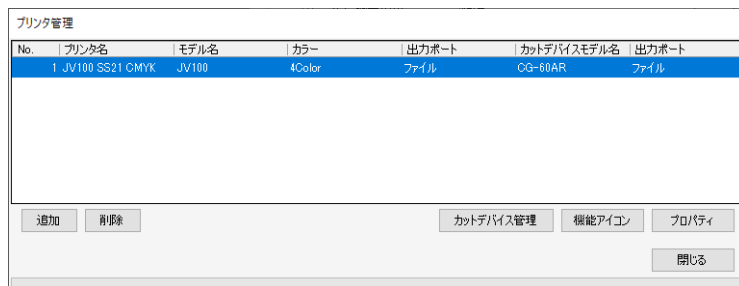 プリンタ管理
No. プリンタ名 モデル名 カラー 出力ポート カットデバイスモデル名 出力ポート
1 JV100 SS21 CMYK JV100 4Color ファイル CG-60AR ファイル
追加 削除 カットデバイス管理 機能アイコン プロパティ
閉じる